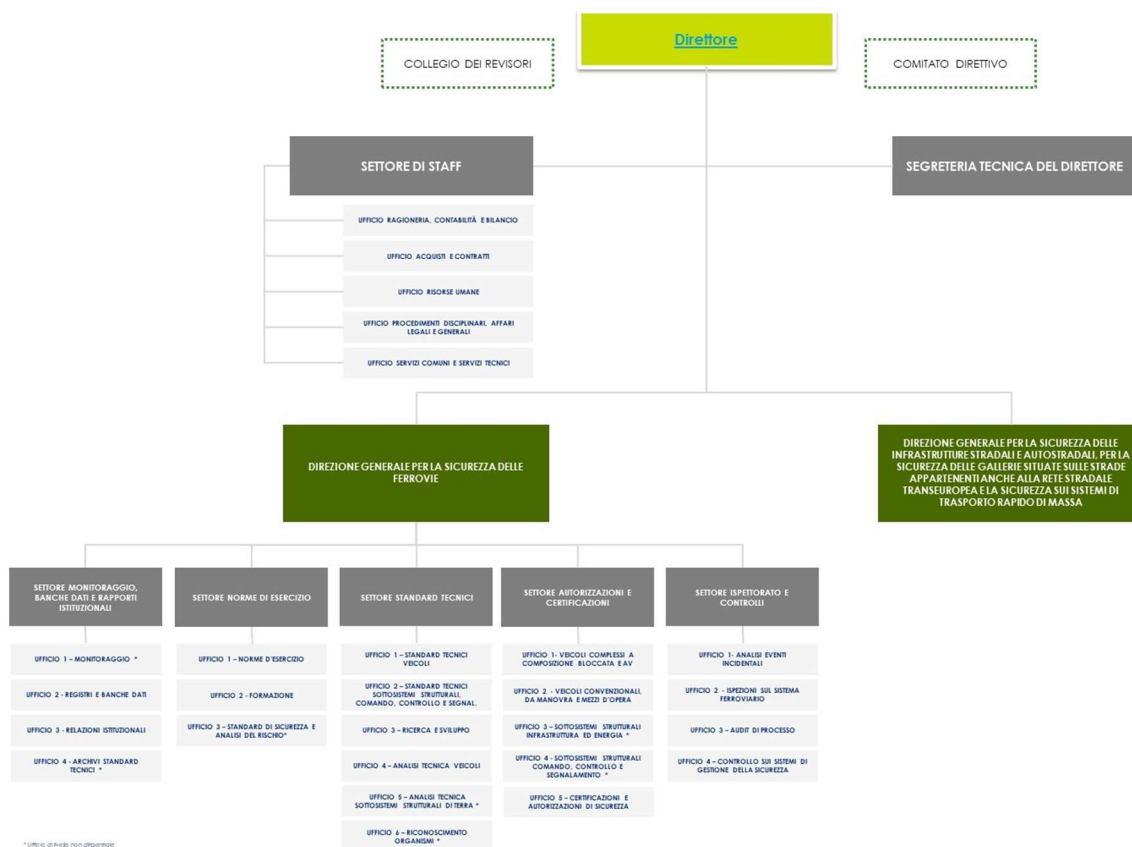 Direttore
COLLEGIO DEI REVISORI
COMITATO DIRETTIVO
SETTORE DI STAFF
SEGRETERIA TECNICA DEL DIRETTORE
UFFICIO RAGIONERIA, CONTABILITÀ E BILANCIO
UFFICIO ACQUISTI E CONTRATTI
UFFICIO RISORSE UMANE
UFFICIO PROCEDIMENTI DISCIPLINARI, AFFARI
LEGALI E GENERALI
UFFICIO SERVIZI COMUNI E SERVIZI TECNICI
DIREZIONE GENERALE PER LA SICUREZZA DELLE
FERROVIE
DIREZIONE GENERALE PER LA SICUREZZA DELLE
INFRASTRUTTURE STRADALI E AUTOSTRADALI, PER LA
SICUREZZA DELLE GALLERIE SITUATE SULLE STRADE
APPARTENENTI ANCHE ALLA RETE STRADALE
TRANSEUROPEA E LA SICUREZZA SUI SISTEMI DI
TRASPORTO RAPIDO DI MASSA
SETTORE MONITORAGGIO,
BANCHE DATI E RAPPORTI
ISTITUZIONALI
UFFICIO 1 – MONITORAGGIO *
UFFICIO 2 - REGISTRI E BANCHE DATI
UFFICIO 3 - RELAZIONI ISTITUZIONALI
UFFICIO 4 - ARCHIVI STANDARD
TECNICI *
SETTORE NORME DI ESERCIZIO
UFFICIO 1 – NORME D'ESERCIZIO
UFFICIO 2 - FORMAZIONE
UFFICIO 3 – STANDARD DI SICUREZZA E
ANALISI DEL RISCHIO*
SETTORE STANDARD TECNICI
UFFICIO 1 – STANDARD TECNICI
VEICOLI
UFFICIO 2 – STANDARD TECNICI
SOTTOSISTEMI STRUTTURALI,
COMANDO, CONTROLLO E SEGNAL.
UFFICIO 3 – RICERCA E SVILUPPO
UFFICIO 4 – ANALISI TECNICA VEICOLI
UFFICIO 5 – ANALISI TECNICA
SOTTOSISTEMI STRUTTURALI DI TERRA *
UFFICIO 6 – RICONOSCIMENTO
ORGANISMI *
SETTORE AUTORIZZAZIONI E
CERTIFICAZIONI
UFFICIO 1- VEICOLI COMPLESSI A
COMPOSIZIONE BLOCCATA E AV
UFFICIO 2 - VEICOLI CONVENZIONALI,
DA MANOVRA E MEZZI D'OPERA
UFFICIO 3 – SOTTOSISTEMI STRUTTURALI
INFRASTRUTTURA ED ENERGIA *
UFFICIO 4 - SOTTOSISTEMI STRUTTURALI
COMANDO, CONTROLLO E
SEGNALAMENTO *
UFFICIO 5 – CERTIFICAZIONI E
AUTORIZZAZIONI DI SICUREZZA
SETTORE ISPETTORATO E
CONTROLLI
UFFICIO 1- ANALISI EVENTI
INCIDENTALI
UFFICIO 2 - ISPEZIONI SUL SISTEMA
FERROVIARIO
UFFICIO 3 – AUDIT DI PROCESSO
UFFICIO 4 – CONTROLLO SUI SISTEMI DI
GESTIONE DELLA SICUREZZA
* Ufficio di livello non dirigenziale